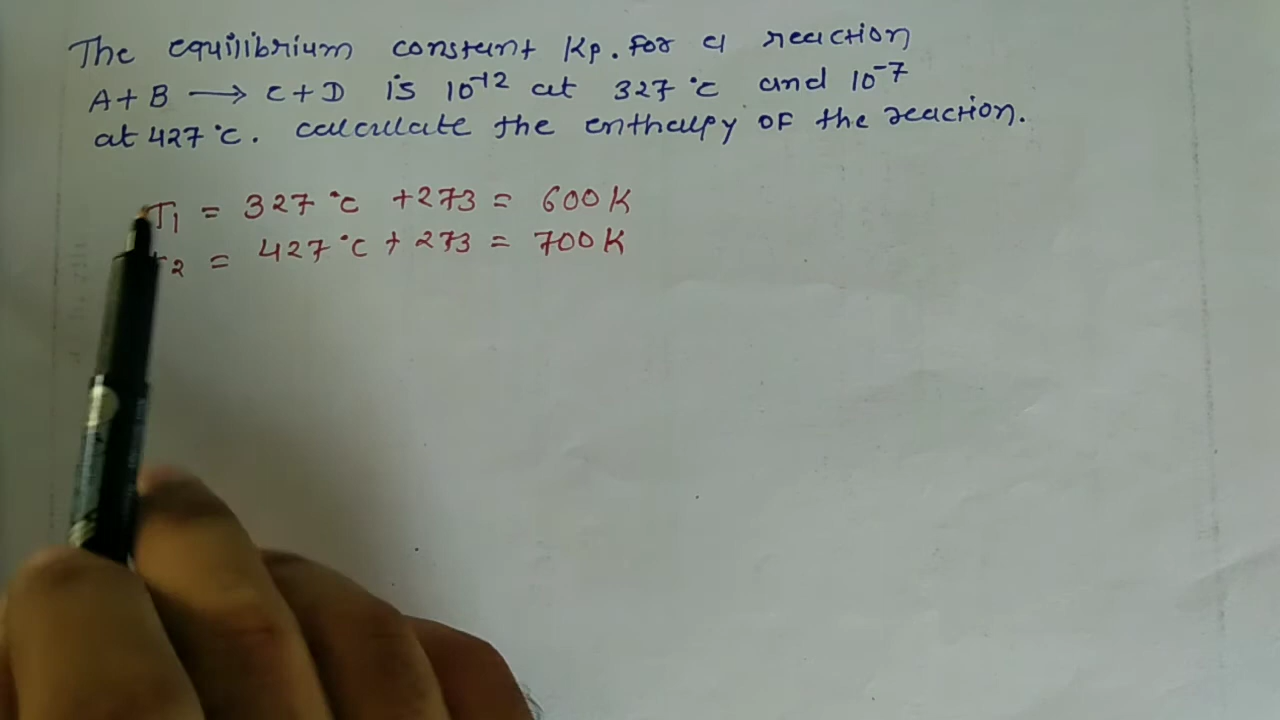 The equilibrium constant Kp. for a reaction
A+B → C+D is 10⁻¹² at 327 °C and 10⁻⁷
at 427 °C. calculate the enthalpy of the reaction.
T₁ = 327 °C +273 = 600 K
₂ = 427 °C + 273 = 700 K